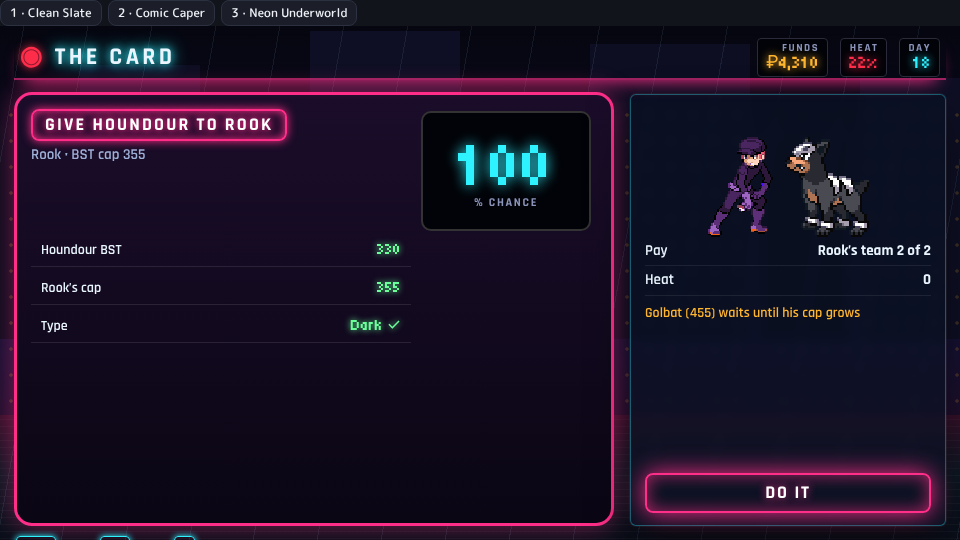 1 · Clean Slate
2 · Comic Caper
3 · Neon Underworld
THE CARD
FUNDS
₽4,310
HEAT
22%
DAY
18
GIVE HOUNDOUR TO ROOK
Rook · BST cap 355
100
% CHANCE
Houndour BST 330
Rook's cap 355
Type Dark ✓
Pay Rook's team 2 of 2
Heat 0
Golbat (455) waits until his cap grows
DO IT